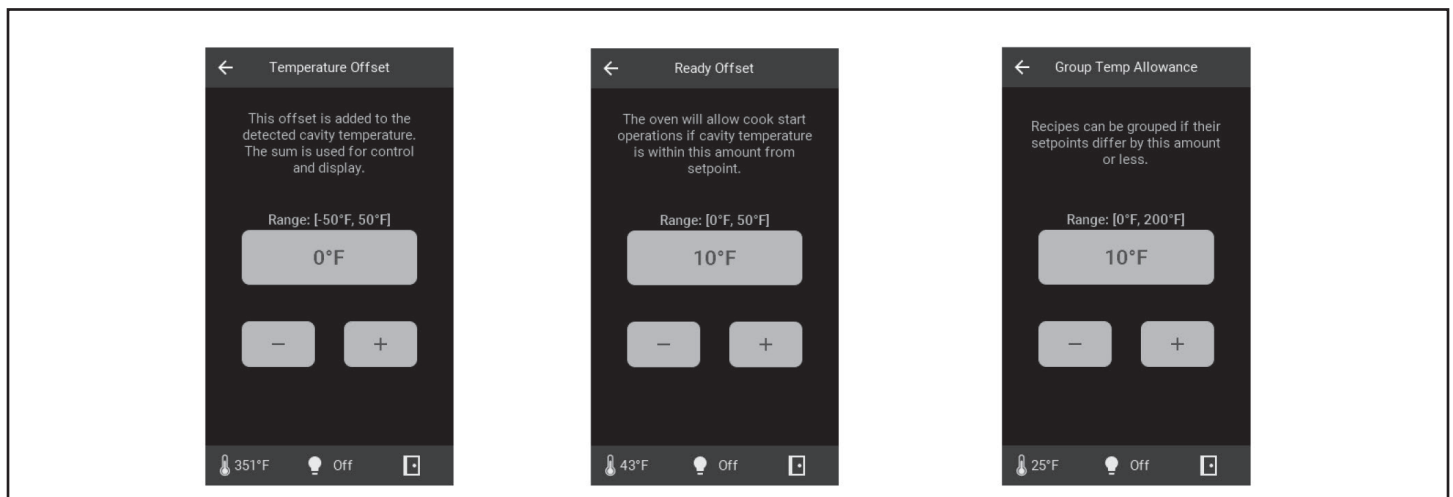 Temperature Offset
This offset is added to the
detected cavity temperature.
The sum is used for control
and display.
Range: [-50°F, 50°F]
0°F
− +
351°F Off
Ready Offset
The oven will allow cook start
operations if cavity temperature
is within this amount from
setpoint.
Range: [0°F, 50°F]
10°F
− +
43°F Off
Group Temp Allowance
Recipes can be grouped if their
setpoints differ by this amount
or less.
Range: [0°F, 200°F]
10°F
− +
25°F Off